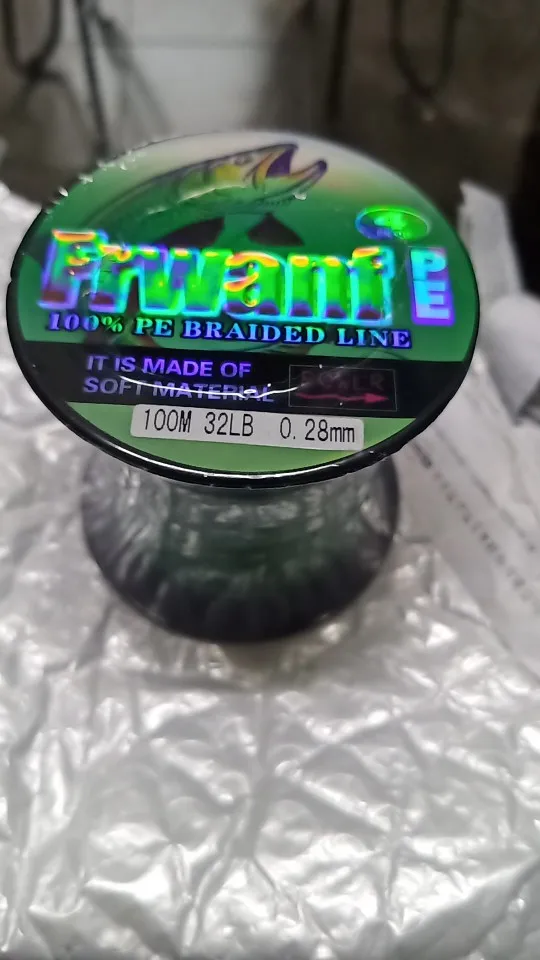 Frwanf
PE
100% PE BRAIDED LINE
IT IS MADE OF
SOFT MATERIAL
100M 32LB 0.28mm